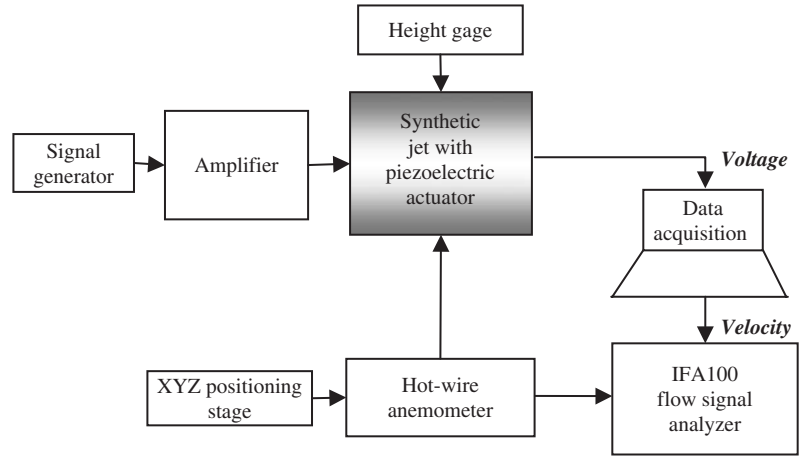 Height gage
Synthetic
jet with
piezoelectric
actuator
Signal
generator
Amplifier
Voltage
Data
acquisition
Velocity
XYZ positioning
stage
Hot-wire
anemometer
IFA100
flow signal
analyzer